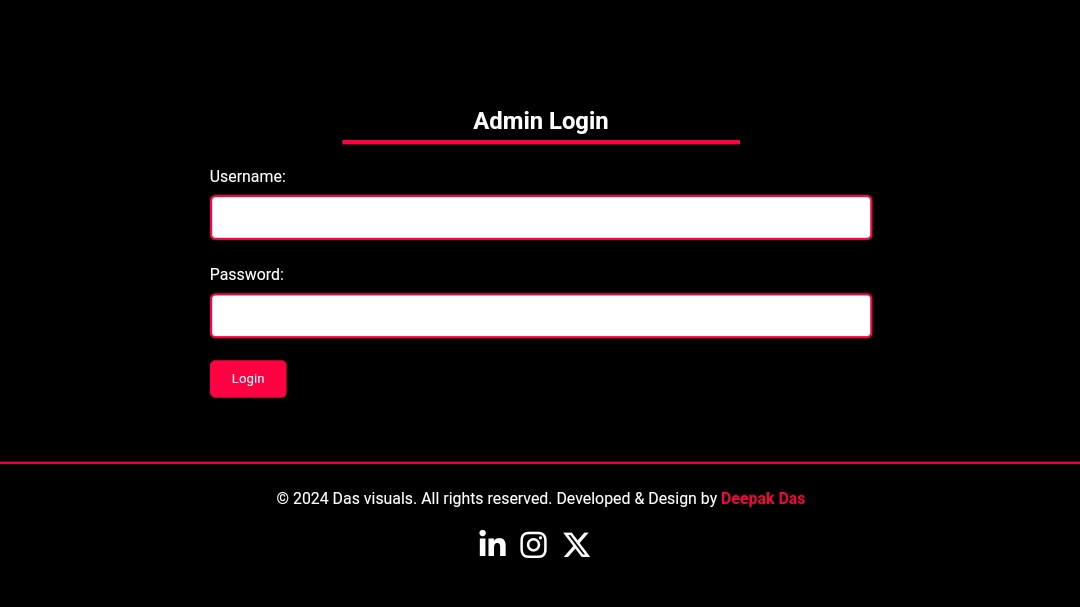 Admin Login
Username:
Password:
Login
© 2024 Das visuals. All rights reserved. Developed & Design by Deepak Das